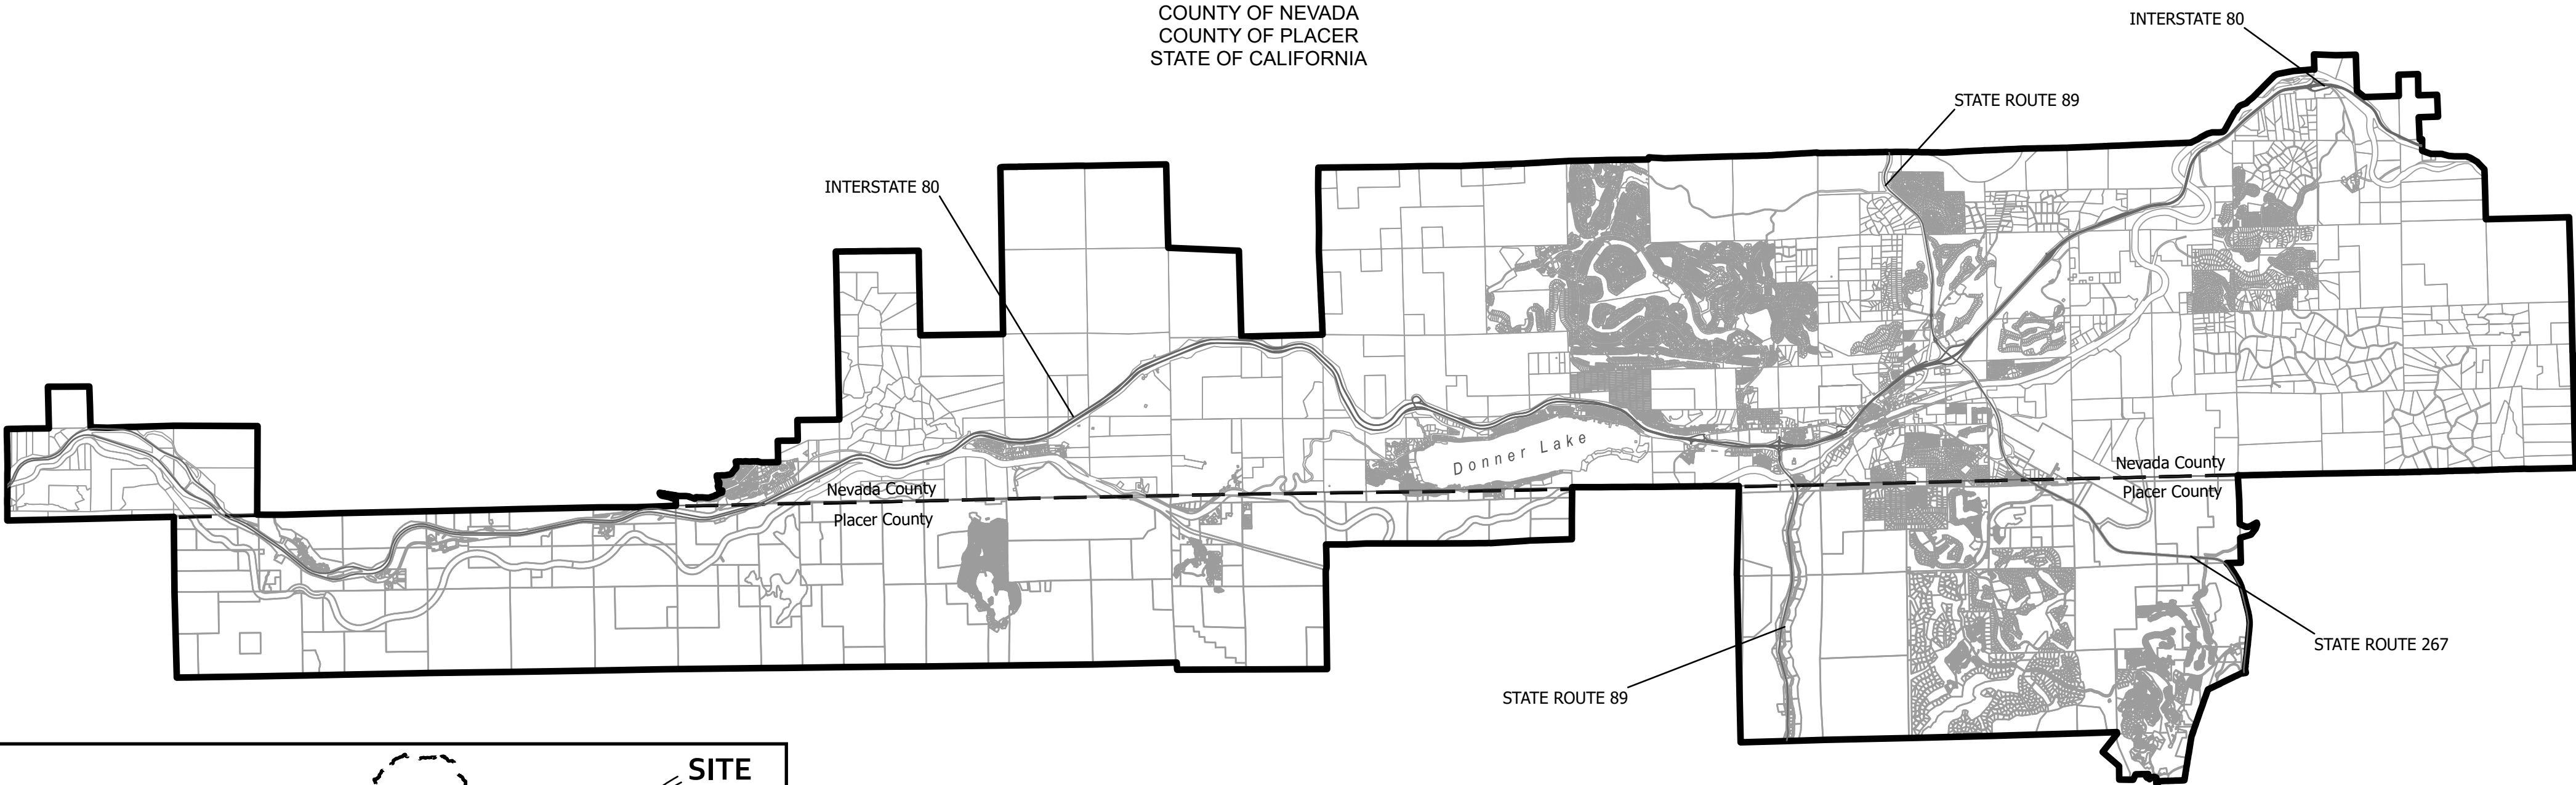 COUNTY OF NEVADA
COUNTY OF PLACER
STATE OF CALIFORNIA
INTERSTATE 80
STATE ROUTE 89
INTERSTATE 80
Donner Lake
Nevada County
Placer County
Nevada County
Placer County
STATE ROUTE 267
STATE ROUTE 89
SITE